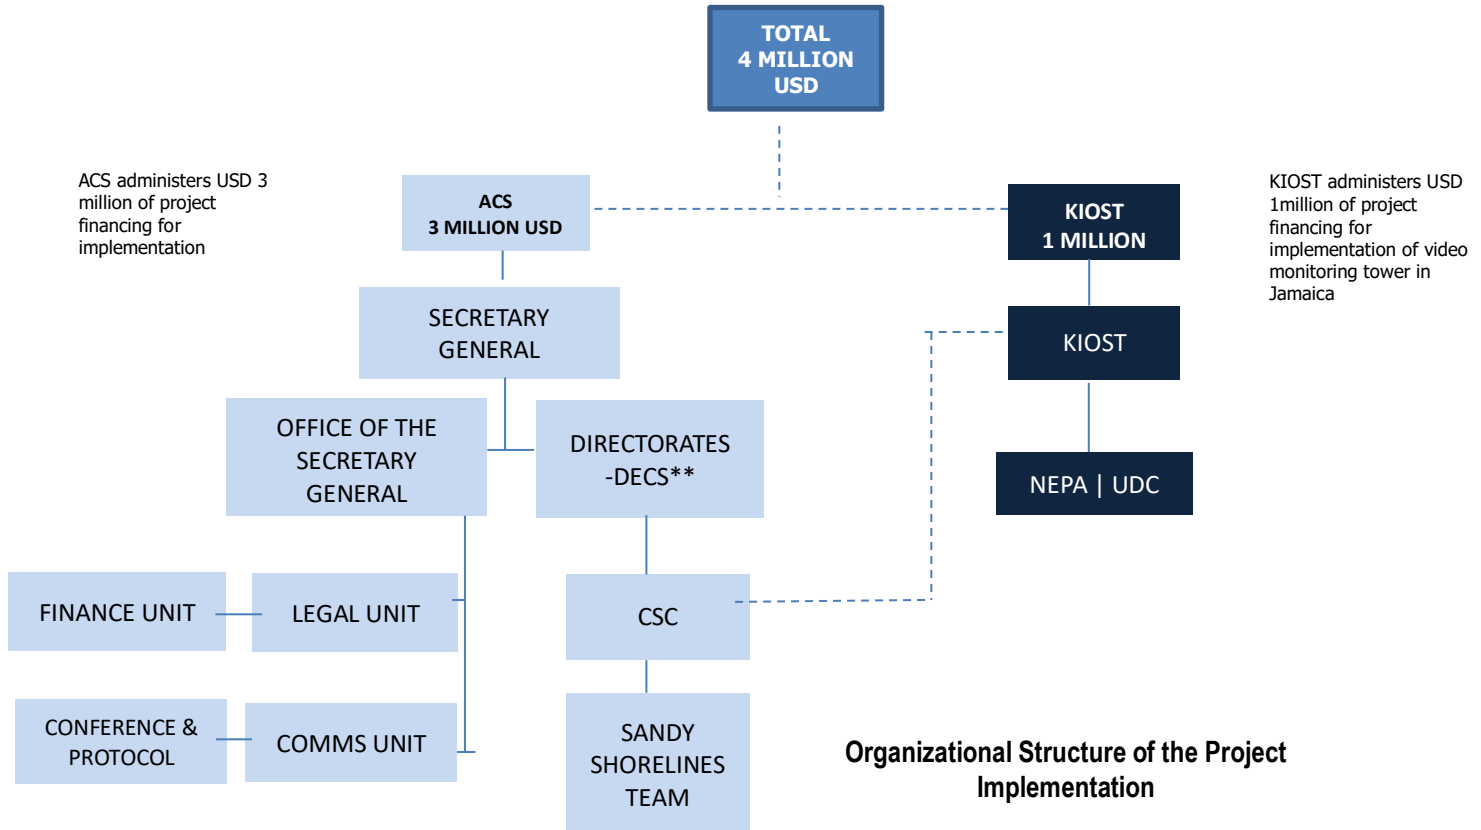 TOTAL
4 MILLION
USD
ACS administers USD 3
million of project
financing for
implementation
ACS
3 MILLION USD
KIOST
1 MILLION
KIOST administers USD
1million of project
financing for
implementation of video
monitoring tower in
Jamaica
SECRETARY
GENERAL
KIOST
OFFICE OF THE
SECRETARY
GENERAL
DIRECTORATES
-DECS**
NEPA | UDC
FINANCE UNIT
LEGAL UNIT
CSC
CONFERENCE &
PROTOCOL
COMMS UNIT
SANDY
SHORELINES
TEAM
Organizational Structure of the Project
Implementation